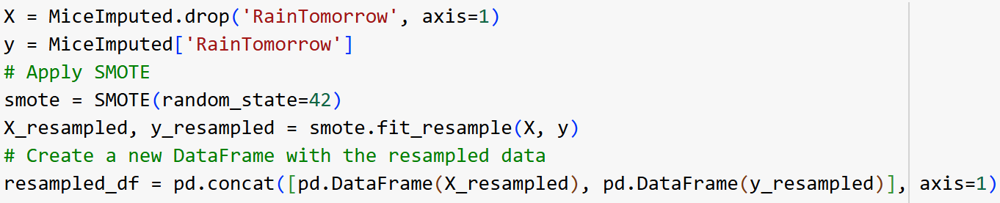 X = MiceImputed.drop('RainTomorrow', axis=1)
y = MiceImputed['RainTomorrow']
# Apply SMOTE
smote = SMOTE(random_state=42)
X_resampled, y_resampled = smote.fit_resample(X, y)
# Create a new DataFrame with the resampled data
resampled_df = pd.concat([pd.DataFrame(X_resampled), pd.DataFrame(y_resampled)], axis=1)